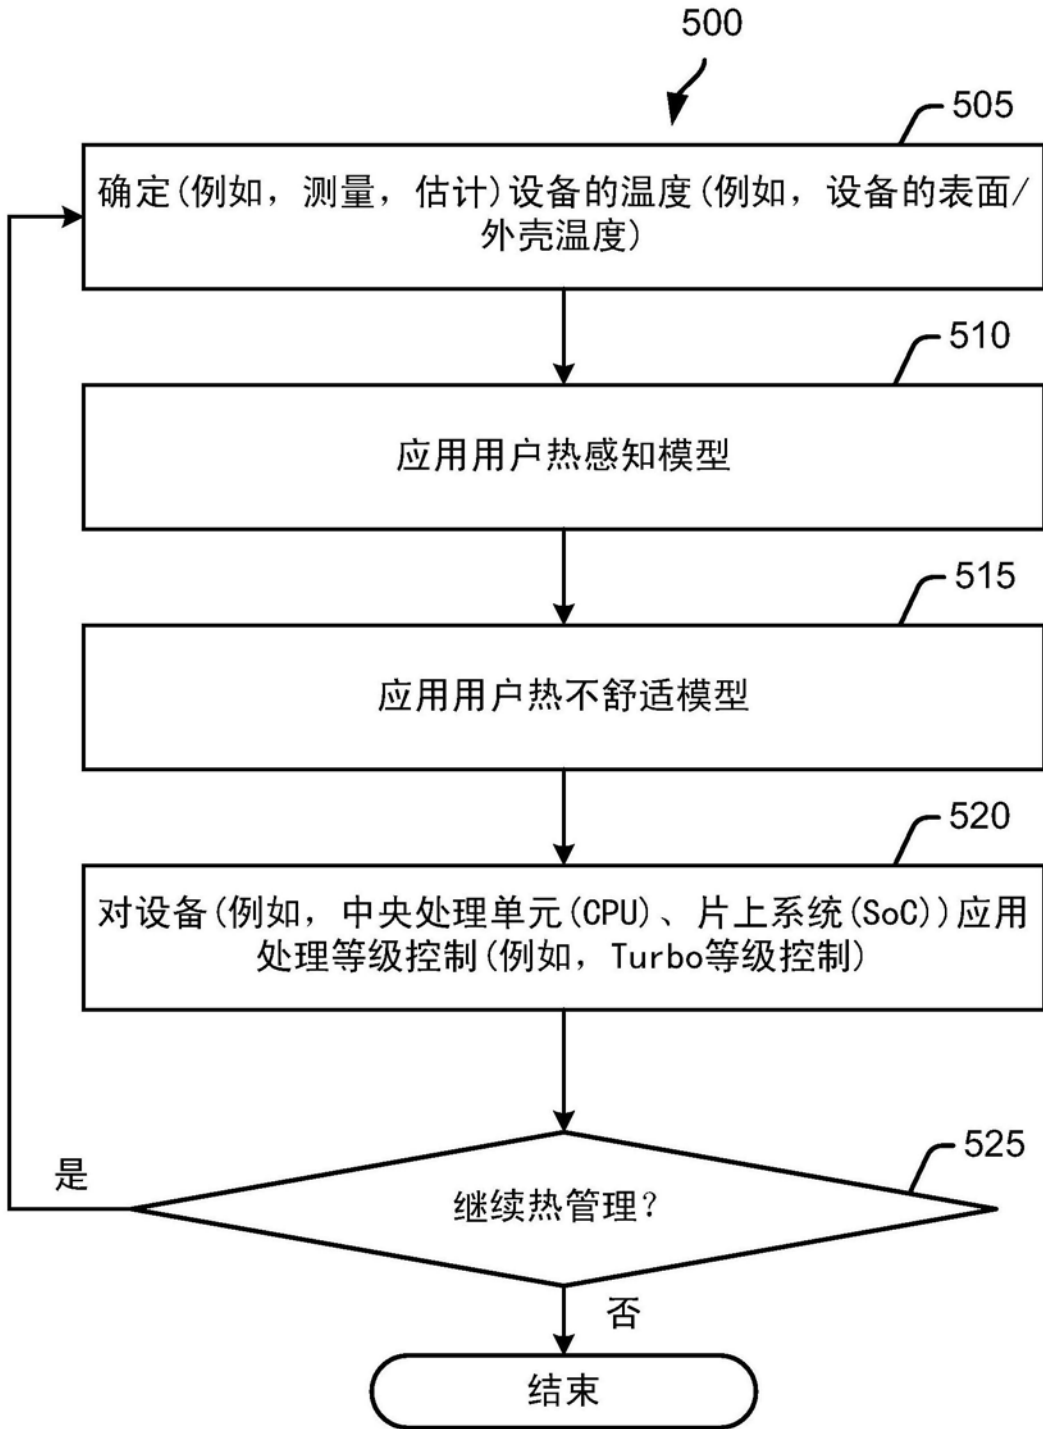 500
505
确定(例如，测量，估计)设备的温度(例如，设备的表面/
外壳温度)
510
应用用户热感知模型
515
应用用户热不舒适模型
520
对设备(例如，中央处理单元(CPU)、片上系统(SoC))应用
处理等级控制(例如，Turbo等级控制)
525
是
继续热管理?
否
结束